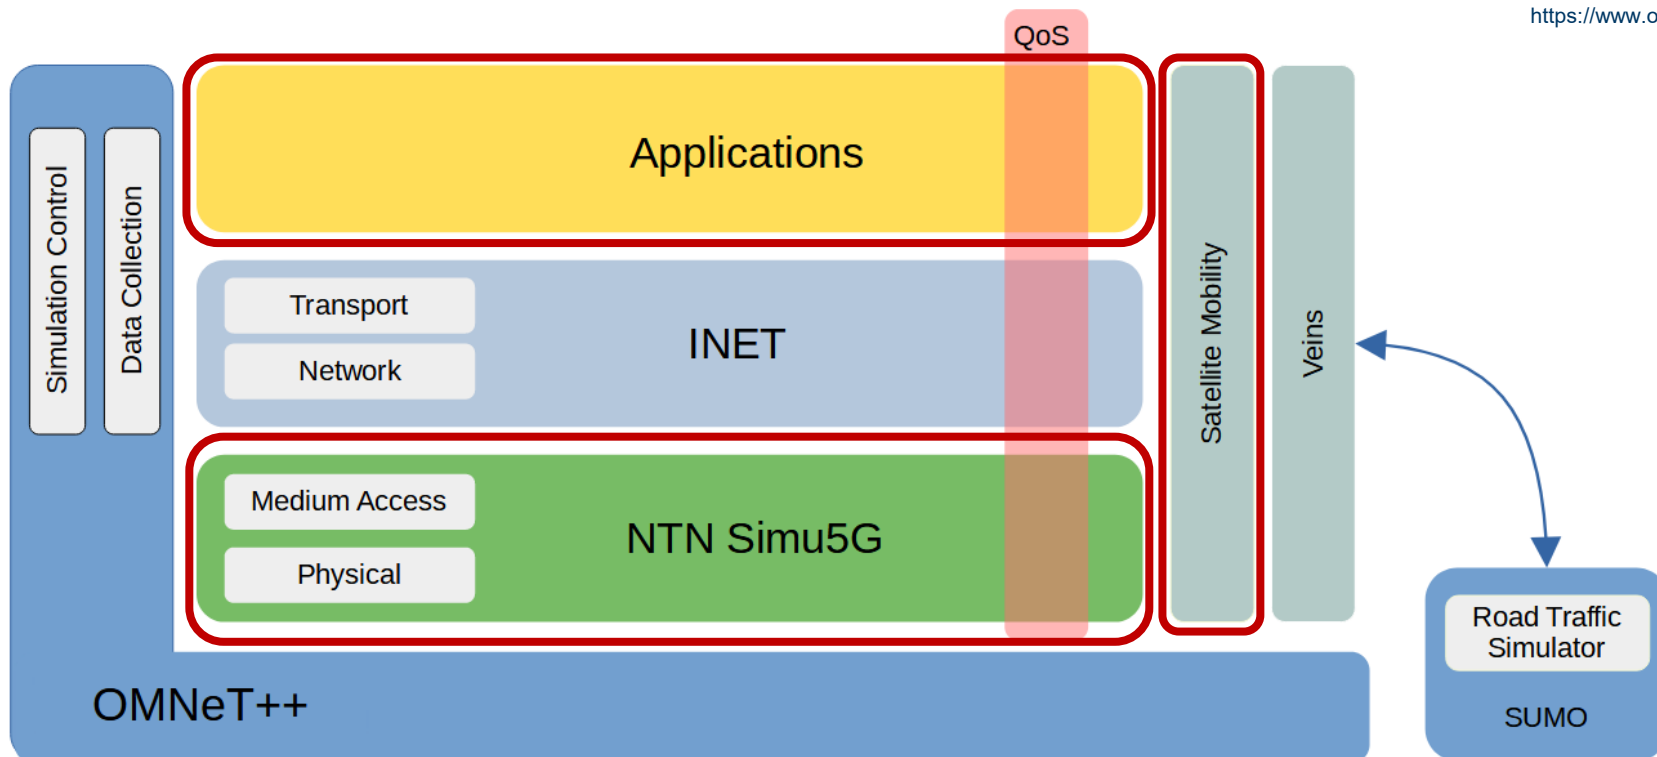 https://www.o
QoS
Simulation Control
Data Collection
Applications
Transport
Network
INET
Medium Access
Physical
NTN Simu5G
Satellite Mobility
Veins
OMNeT++
Road Traffic
Simulator
SUMO